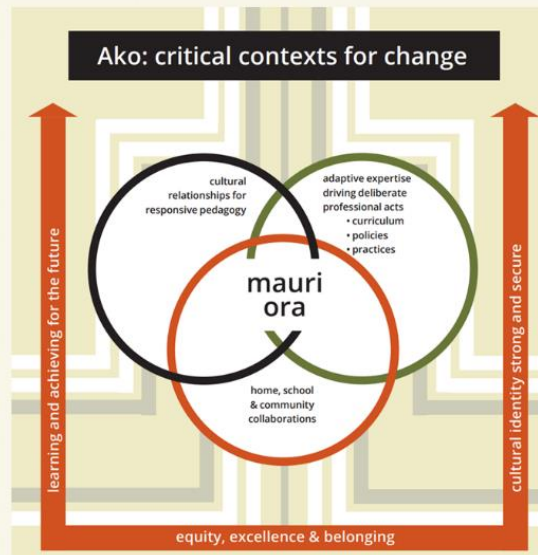 Ako: critical contexts for change
cultural
relationships for
responsive pedagogy
adaptive expertise
driving deliberate
professional acts
• curriculum
• policies
• practices
mauri
ora
home, school
& community
collaborations
learning and achieving for the future
cultural identity strong and secure
equity, excellence & belonging